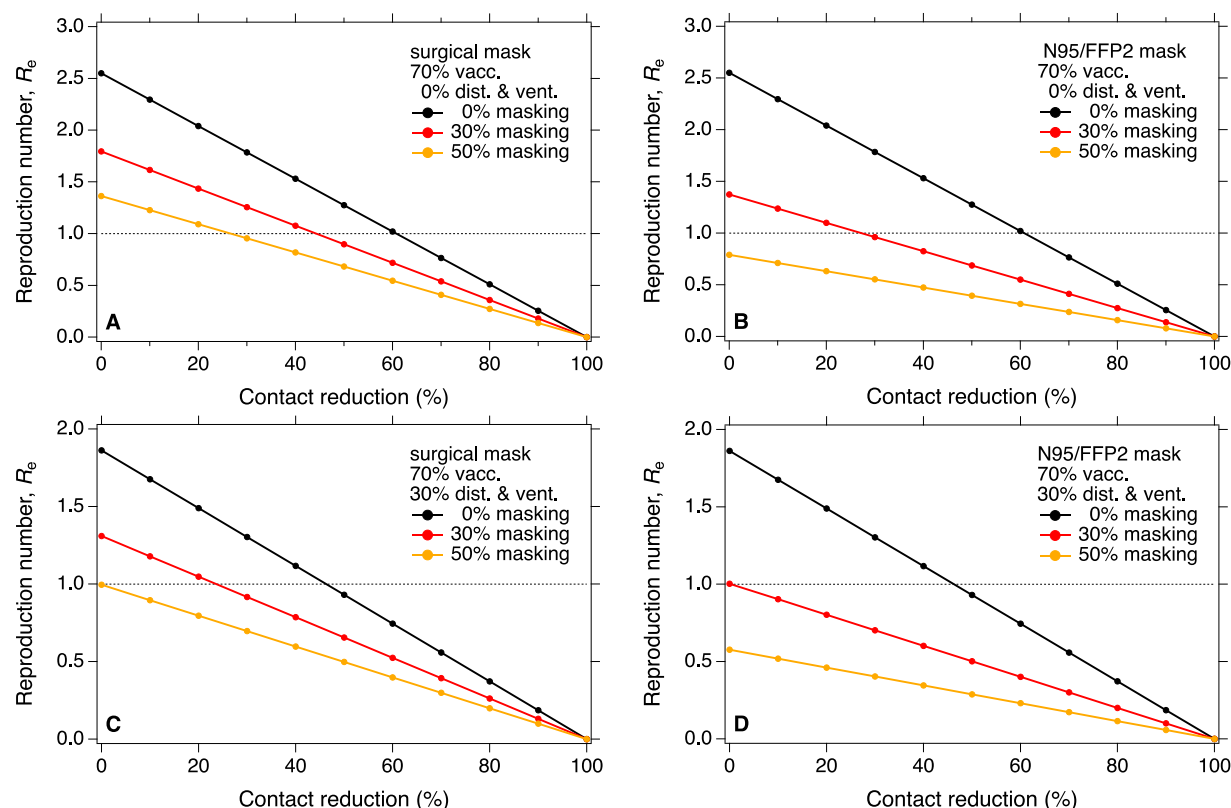 3.0
2.5
2.0
1.5
1.0
0.5
0.0
Reproduction number, Re
surgical mask
70% vacc.
0% dist. & vent.
0% masking
30% masking
50% masking
A
0 20 40 60 80 100
Contact reduction (%)
3.0
2.5
2.0
1.5
1.0
0.5
0.0
Reproduction number, Re
N95/FFP2 mask
70% vacc.
0% dist. & vent.
0% masking
30% masking
50% masking
B
0 20 40 60 80 100
Contact reduction (%)
2.0
1.5
1.0
0.5
0.0
Reproduction number, Re
surgical mask
70% vacc.
30% dist. & vent.
0% masking
30% masking
50% masking
C
0 20 40 60 80 100
Contact reduction (%)
2.0
1.5
1.0
0.5
0.0
Reproduction number, Re
N95/FFP2 mask
70% vacc.
30% dist. & vent.
0% masking
30% masking
50% masking
D
0 20 40 60 80 100
Contact reduction (%)